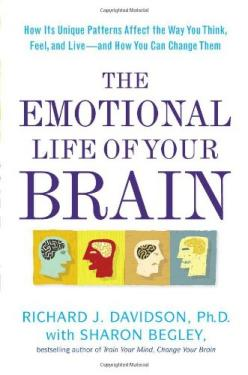 How Its Unique Patterns Affect the Way You Think,
Feel, and Live—and How You Can Change Them
THE
EMOTIONAL
LIFE OF YOUR
BRAIN
RICHARD J. DAVIDSON, Ph.D.
with SHARON BEGLEY,
bestselling author of Train Your Mind, Change Your Brain